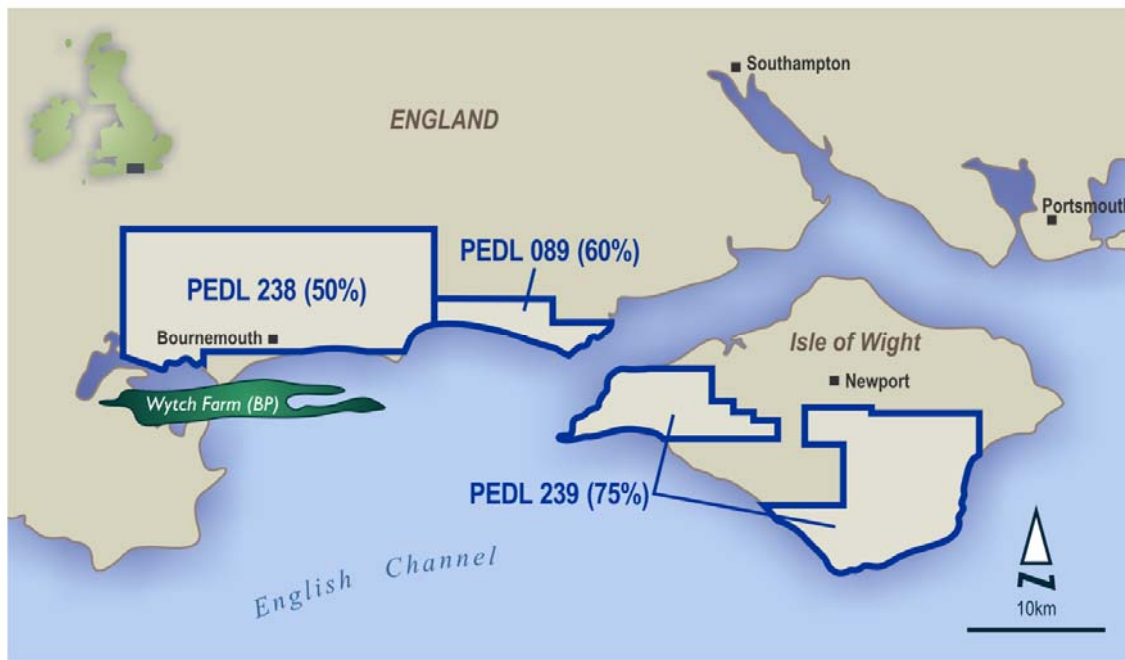 Southampton
ENGLAND
Portsmouth
PEDL 089 (60%)
PEDL 238 (50%)
Bournemouth
Isle of Wight
Newport
Wytch Farm (BP)
PEDL 239 (75%)
English Channel
N
10km